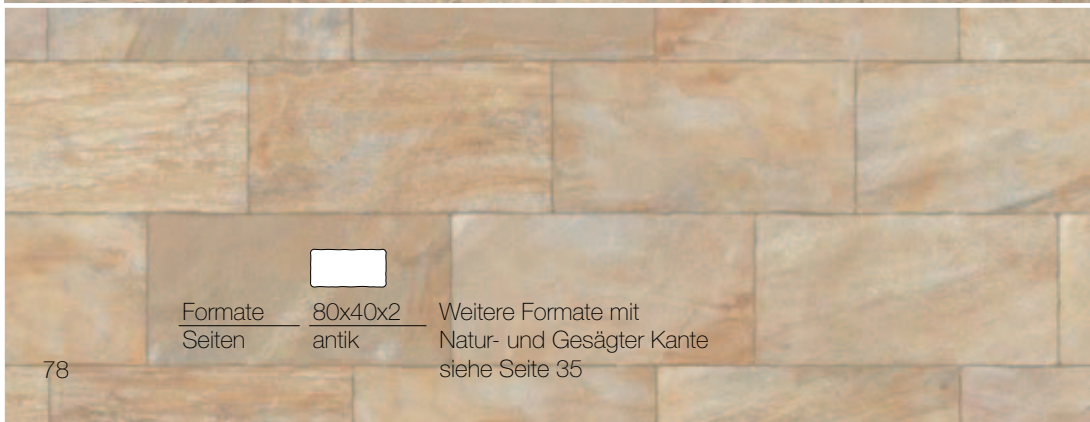 Formate 80x40x2 Weitere Formate mit
Seiten antik Natur- und Gesägter Kante
siehe Seite 35
78